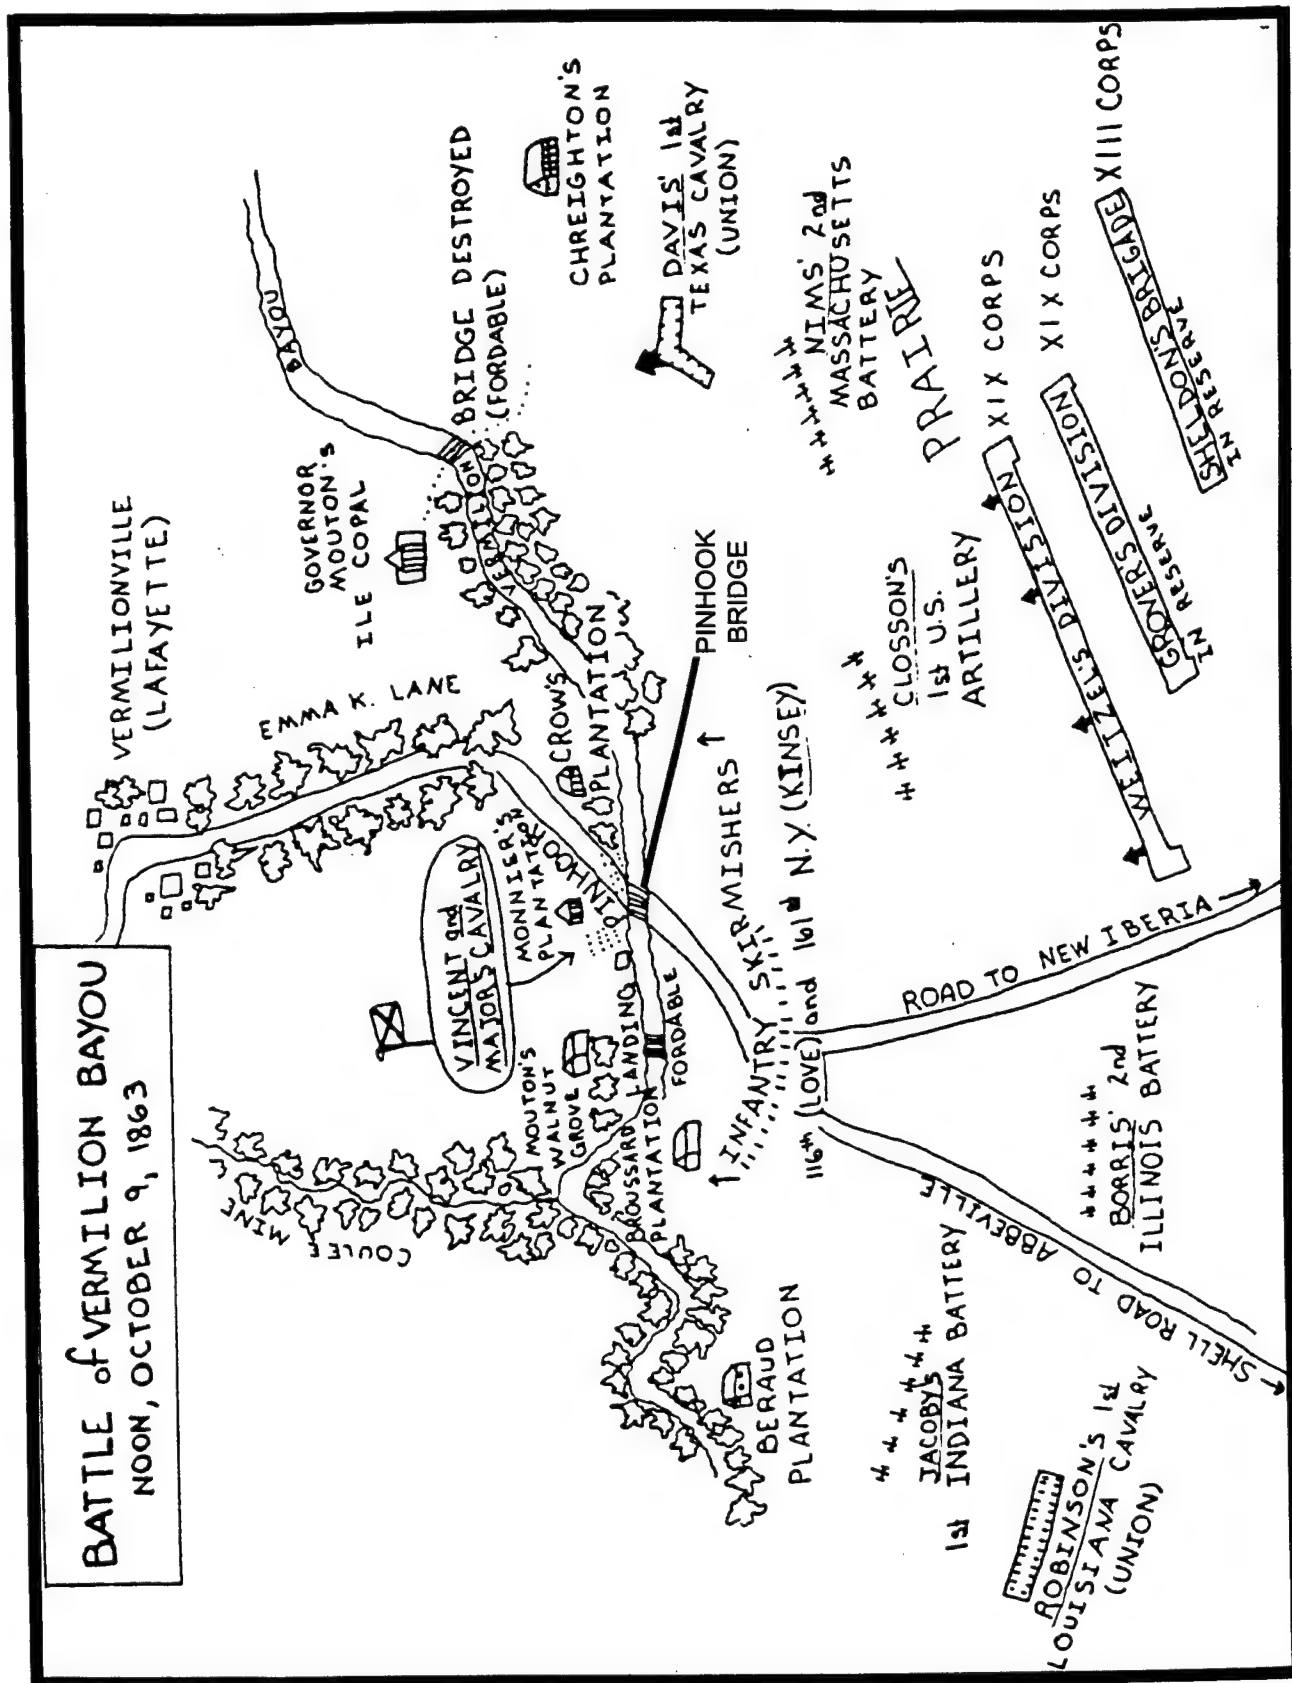 BATTLE of VERMILION BAYOU
NOON, OCTOBER 9, 1863
VERMILIONVILLE
(LAFAYETTE)
EMMA K. LANE
GOVERNOR
MOUTON'S
ILE COPAL
BAYOU
VERMILION
BRIDGE DESTROYED
(FORDABLE)
CHREIGHTON'S
PLANTATION
DAVIS' 1st
TEXAS CAVALRY
(UNION)
COULEE MINE
VINCENT and
MAJOR'S CAVALRY
MONNIER'S
PLANTATION
PINHOOK
CROW'S
PLANTATION
MOUTON'S
WALNUT
GROVE
BROUSSARD LANDING
PLANTATION
FORDABLE
PINHOOK
BRIDGE
BERAUD
PLANTATION
↑ INFANTRY SKIRMISHERS ↑
116th (LOVE) and 161st N.Y. (KINSEY)
NIMS' 2nd
MASSACHUSETTS
BATTERY
PRAIRIE
CLOSSON'S
1st U.S.
ARTILLERY
JACOBY'S
1st INDIANA BATTERY
ROAD TO NEW IBERIA →
SHELL ROAD TO ABBEVILLE
BORRIS' 2nd
ILLINOIS BATTERY
ROBINSON'S 1st
LOUISIANA CAVALRY
(UNION)
WEITZEL'S DIVISION XIX CORPS
GROVER'S DIVISION XIX CORPS
IN RESERVE
SHELDON'S BRIGADE XIII CORPS
IN RESERVE